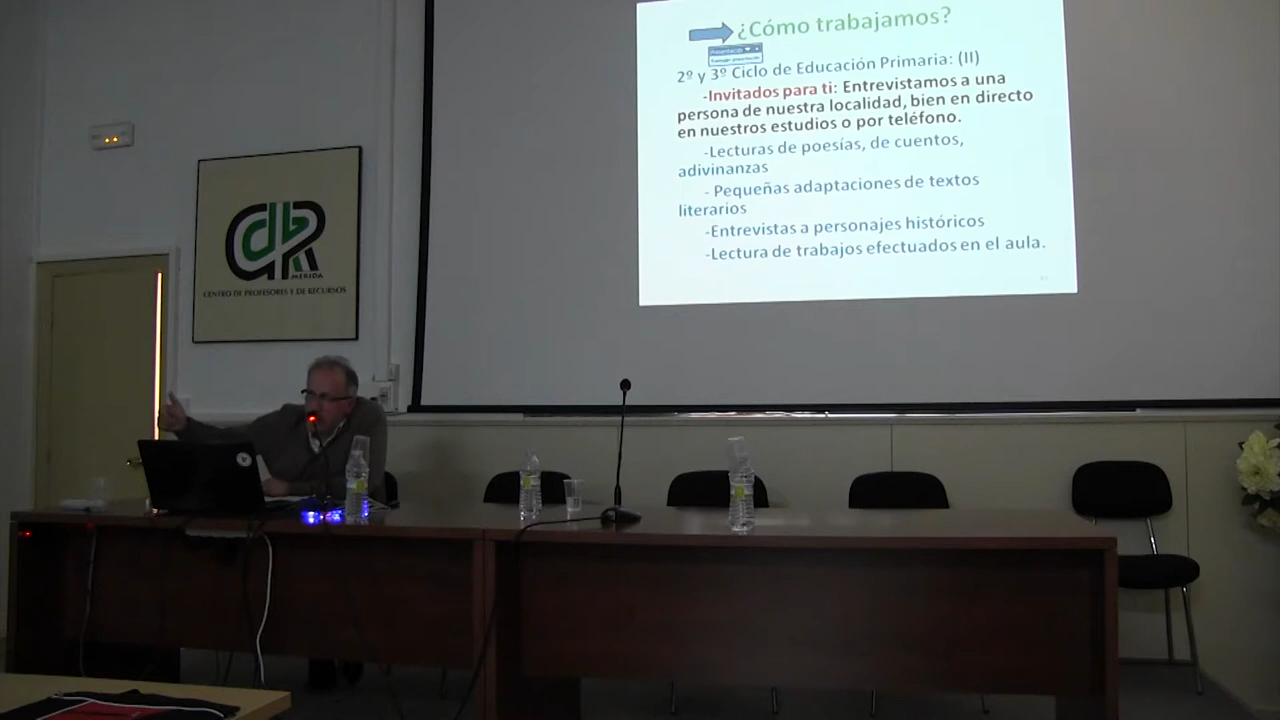 ¿Cómo trabajamos?
2º y 3º Ciclo de Educación Primaria: (II)
-Invitados para ti: Entrevistamos a una
persona de nuestra localidad, bien en directo
en nuestros estudios o por teléfono.
-Lecturas de poesías, de cuentos,
adivinanzas
- Pequeñas adaptaciones de textos
literarios
-Entrevistas a personajes históricos
-Lectura de trabajos efectuados en el aula.
MERIDA
CENTRO DE PROFESORES Y DE RECURSOS